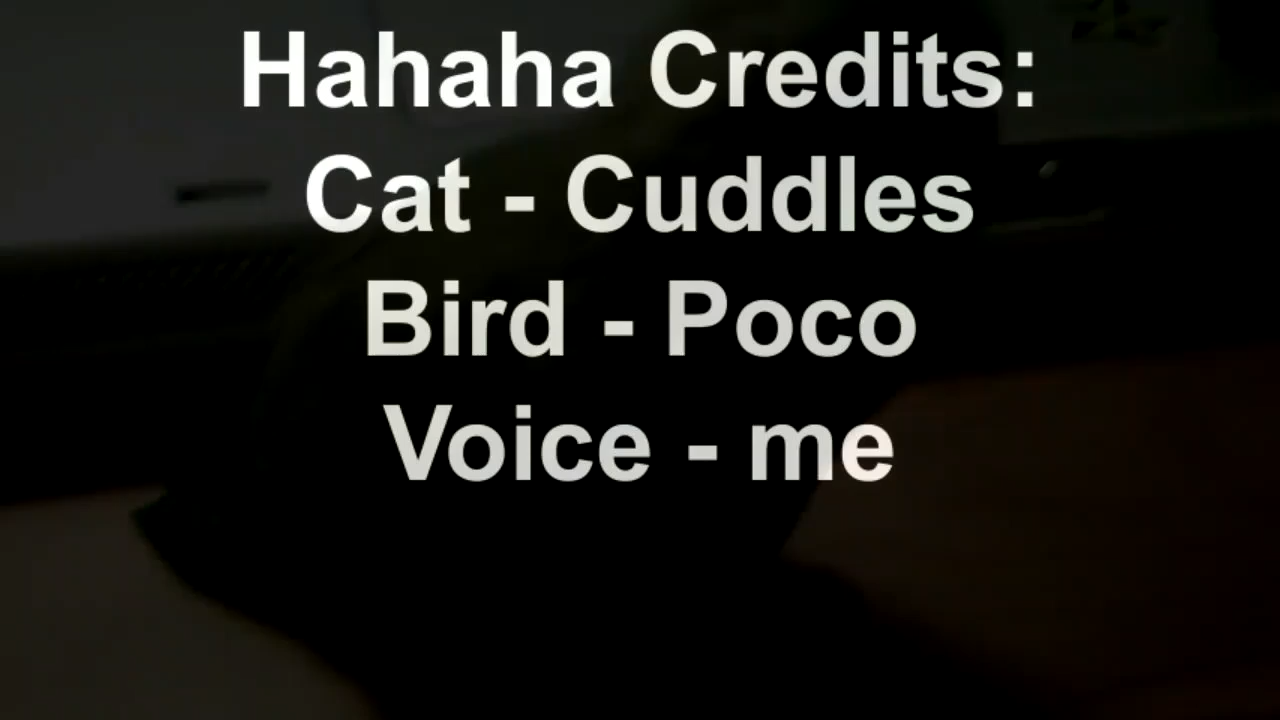 Hahaha Credits:
Cat - Cuddles
Bird - Poco
Voice - me